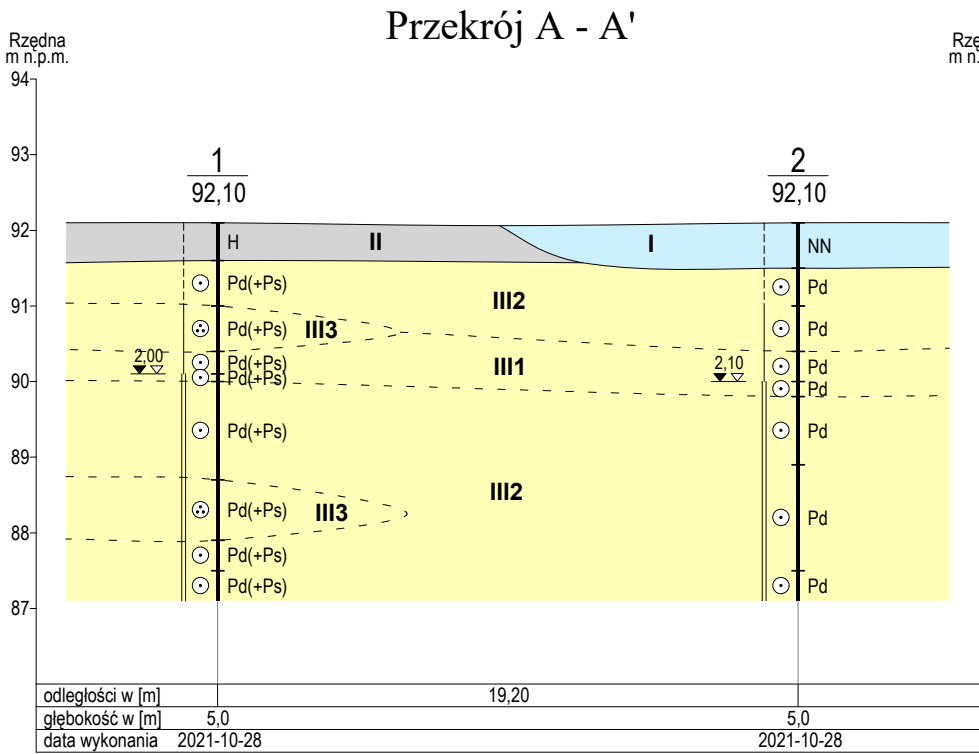 Przekrój A - A'
Rzędna
m n.p.m.
Rzę
m n.
94
93
92
91
90
89
88
87
1
92,10
2
92,10
H
II
I
NN
Pd(+Ps)
III2
Pd
Pd(+Ps)
III3
Pd
2,00
Pd(+Ps)
III1
2,10
Pd
Pd(+Ps)
Pd
Pd(+Ps)
Pd
III2
Pd(+Ps)
III3
Pd
Pd(+Ps)
Pd(+Ps)
Pd
odległości w [m] 19,20
głębokość w [m] 5,0 5,0
data wykonania 2021-10-28 2021-10-28